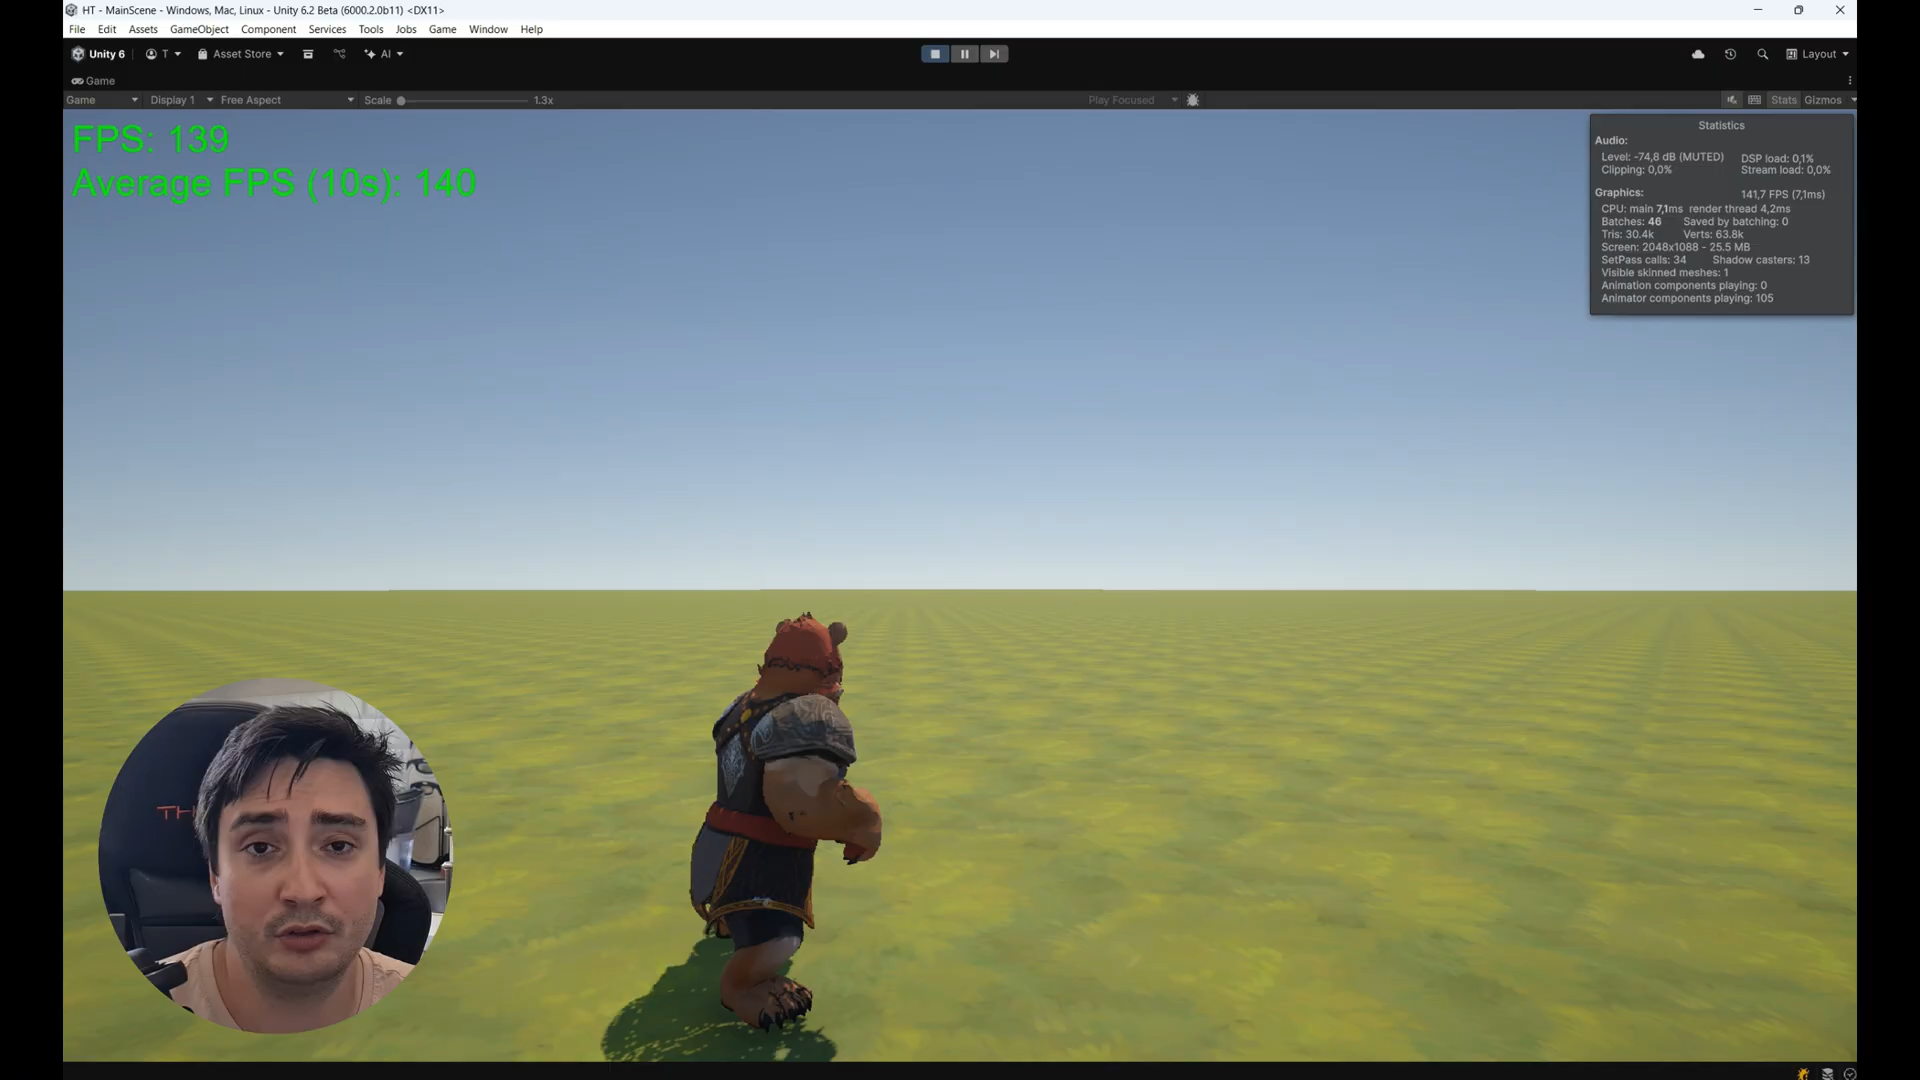 HT - MainScene - Windows, Mac, Linux - Unity 6.2 Beta (6000.2.0b11) <DX11>
File Edit Assets GameObject Component Services Tools Jobs Game Window Help
Unity 6 T Asset Store AI Layout
Game
Game Display 1 Free Aspect Scale 1.3x Play Focused Stats Gizmos
FPS: 139
Average FPS (10s): 140
Statistics
Audio:
Level: -74,8 dB (MUTED) DSP load: 0,1%
Clipping: 0,0% Stream load: 0,0%
Graphics: 141,7 FPS (7,1ms)
CPU: main 7,1ms render thread 4,2ms
Batches: 46 Saved by batching: 0
Tris: 30.4k Verts: 63.8k
Screen: 2048x1088 - 25.5 MB
SetPass calls: 34 Shadow casters: 13
Visible skinned meshes: 1
Animation components playing: 0
Animator components playing: 105